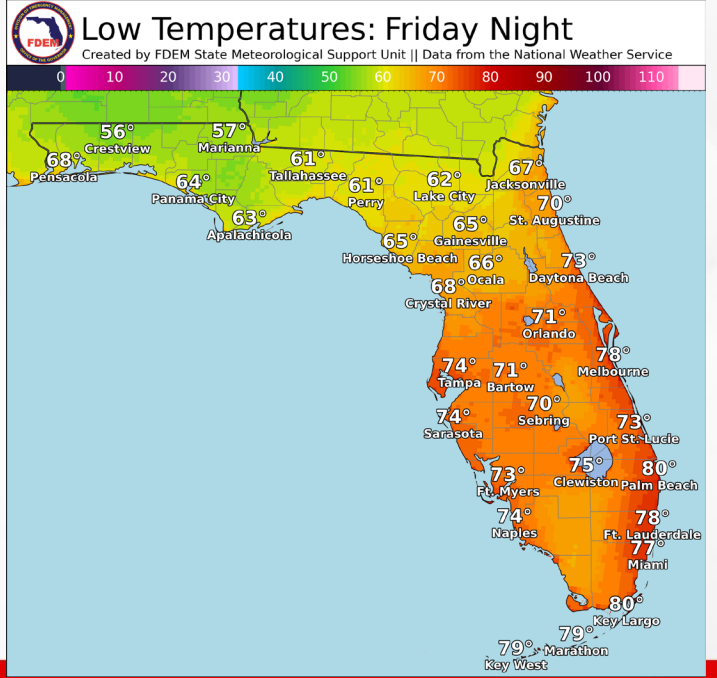 Low Temperatures: Friday Night
Created by FDEM State Meteorological Support Unit || Data from the National Weather Service
FDEM
0 10 20 30 40 50 60 70 80 90 100 110
56°
Crestview
57°
Marianna
68°
Pensacola
61°
Tallahassee
64°
Panama City
61°
Perry
62°
Lake City
67°
Jacksonville
63°
Apalachicola
70°
St. Augustine
65°
Gainesville
65°
Horseshoe Beach
66°
Ocala
73°
Daytona Beach
68°
Crystal River
71°
Orlando
78°
Melbourne
74°
Tampa
71°
Bartow
70°
Sebring
74°
Sarasota
73°
Port St. Lucie
75°
Clewiston
80°
Palm Beach
73°
Ft. Myers
74°
Naples
78°
Ft. Lauderdale
77°
Miami
80°
Key Largo
79°
Marathon
79°
Key West